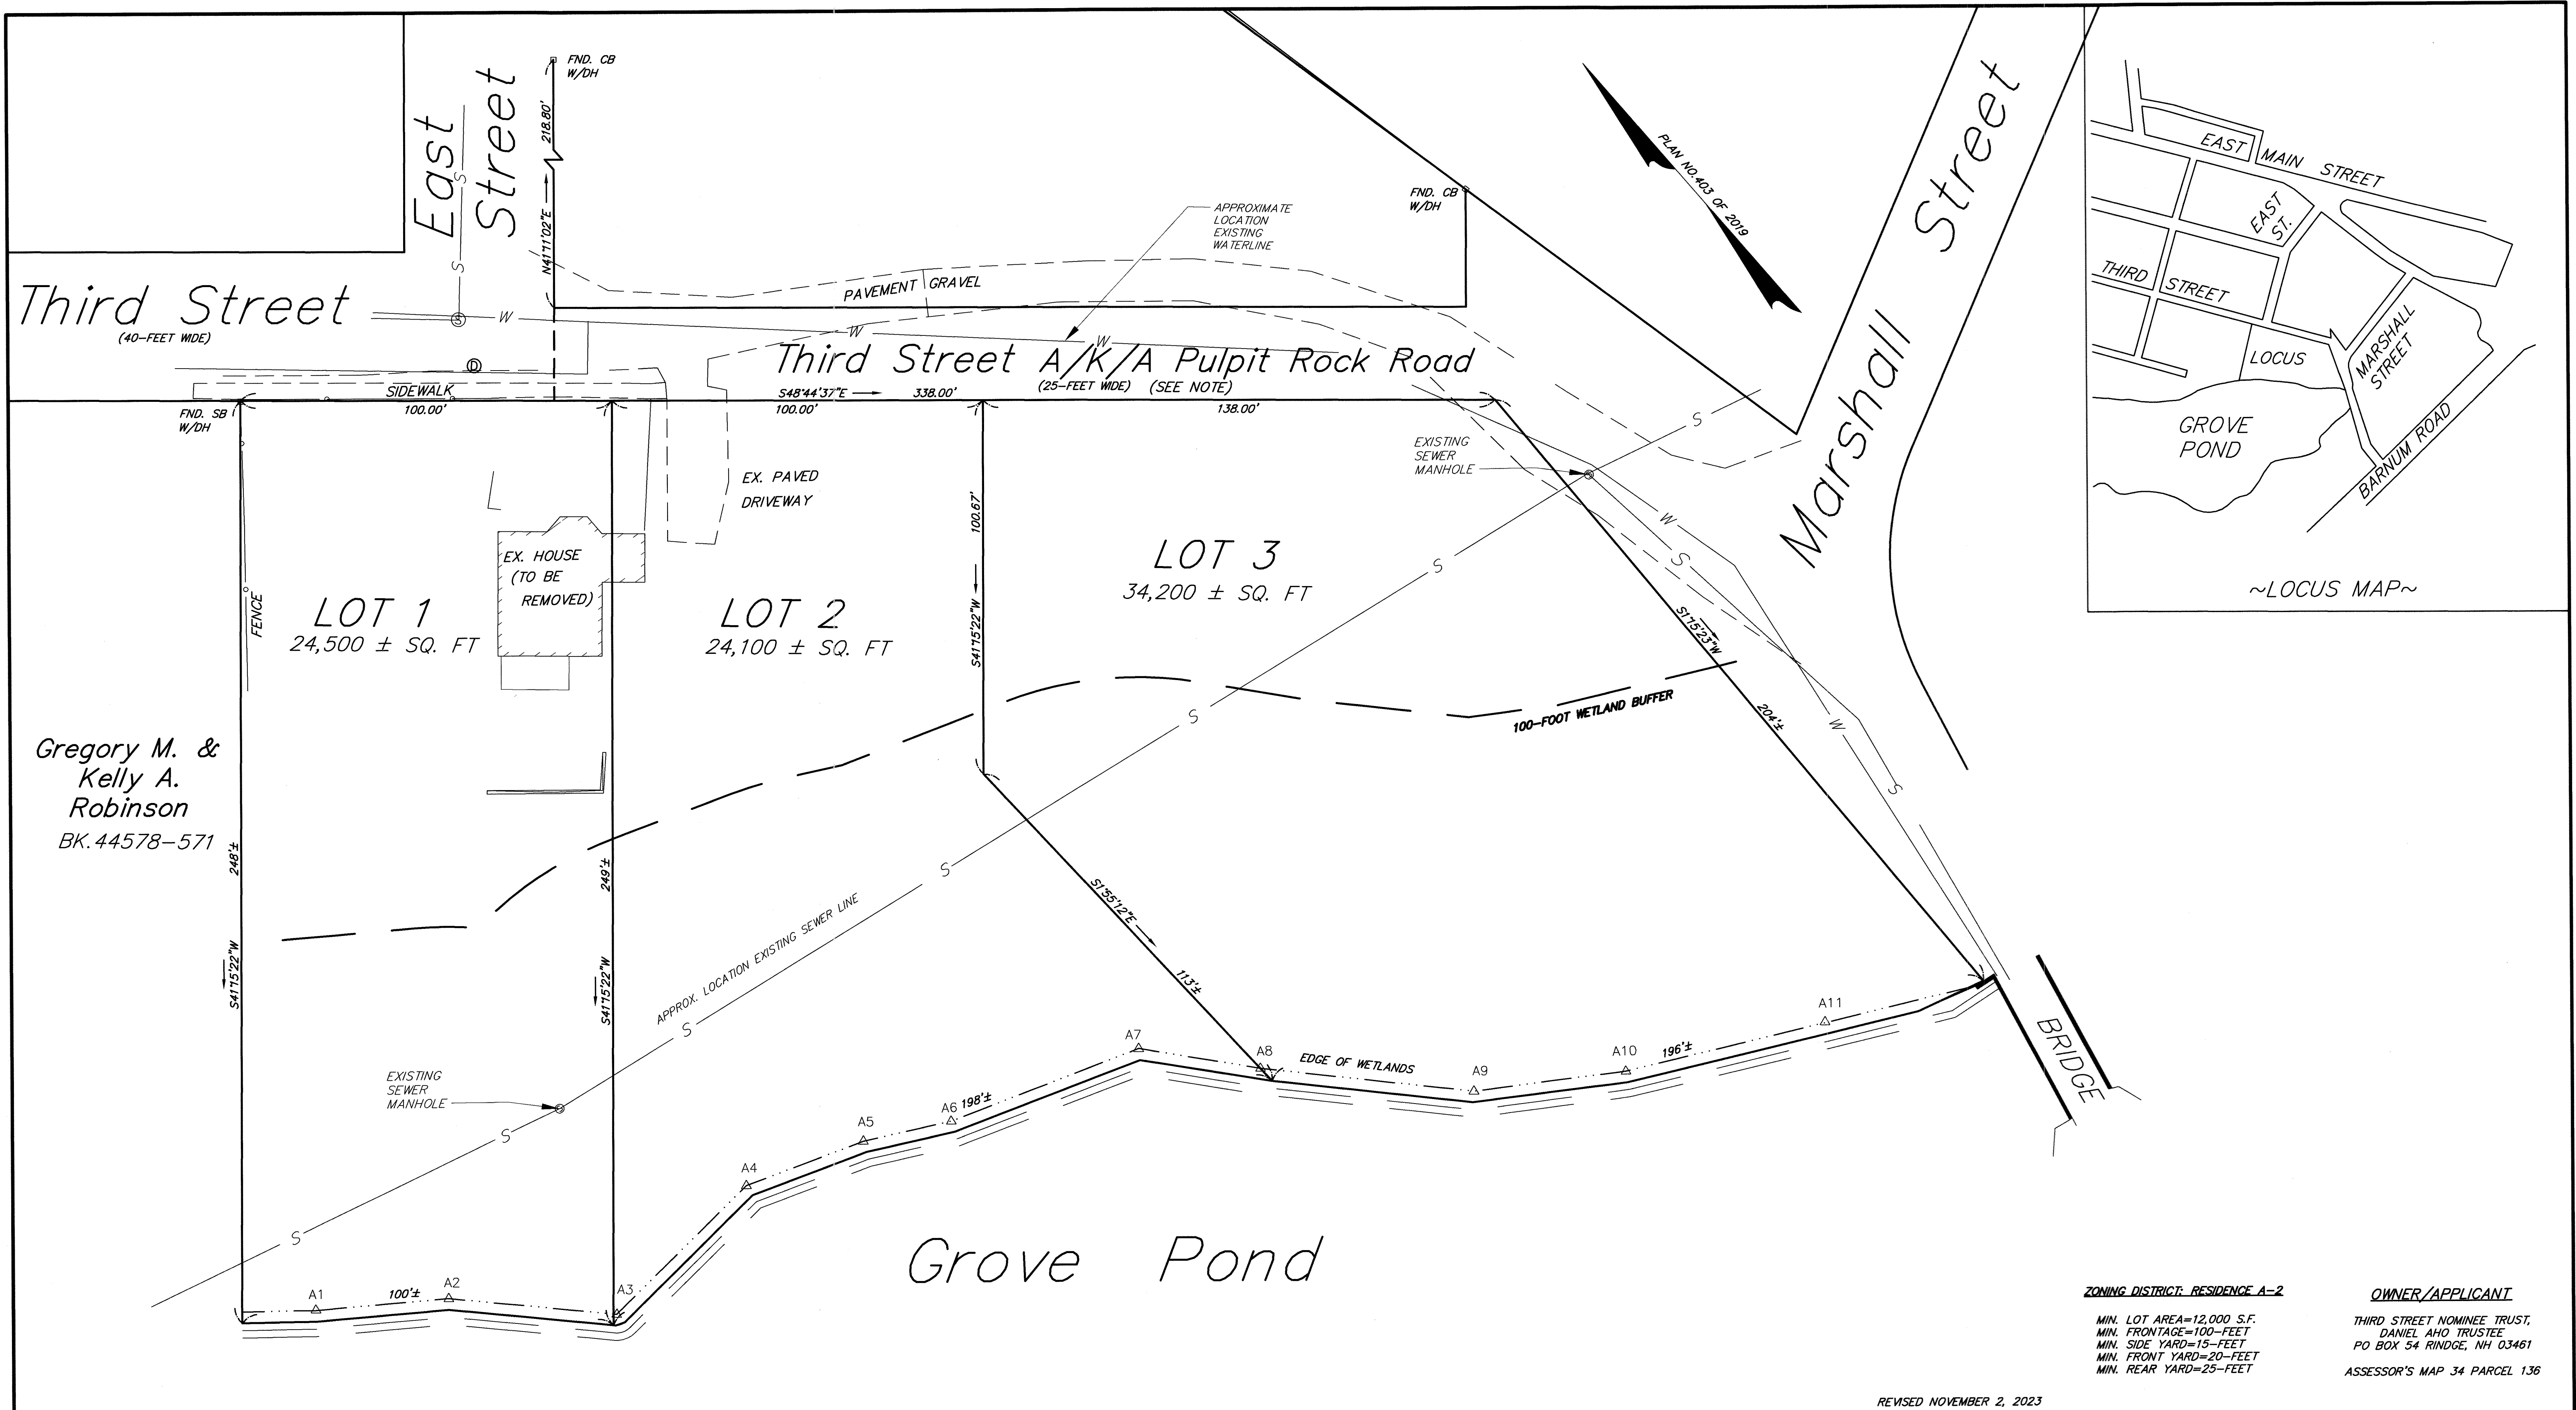 East
Street
FND. CB
W/DH
218.80'
N41°11'02"E
S
S
Third Street
(40-FEET WIDE)
S
W
D
SIDEWALK
PAVEMENT
GRAVEL
APPROXIMATE
LOCATION
EXISTING
WATERLINE
FND. CB
W/DH
PLAN NO.403 OF 2019
Marshall Street
W
W
Third Street A/K/A Pulpit Rock Road
(25-FEET WIDE) (SEE NOTE)
S48°44'37"E
338.00'
FND. SB
W/DH
100.00'
100.00'
138.00'
EXISTING
SEWER
MANHOLE
S
EX. PAVED
DRIVEWAY
100.67'
S41°15'22"W
EX. HOUSE
(TO BE
REMOVED)
FENCE
LOT 1
24,500 ± SQ. FT
LOT 2
24,100 ± SQ. FT
LOT 3
34,200 ± SQ. FT
S
W
S
S1°15'23"W
204'±
W
S
100-FOOT WETLAND BUFFER
S
Gregory M. &
Kelly A.
Robinson
BK.44578-571
248'±
S41°15'22"W
249'±
S41°15'22"W
S
APPROX. LOCATION EXISTING SEWER LINE
S
S1°55'12"E
113'±
EXISTING
SEWER
MANHOLE
S
S
A1
100'±
A2
A3
A4
A5
A6
198'±
A7
A8
EDGE OF WETLANDS
A9
A10
196'±
A11
BRIDGE
Grove Pond
EAST MAIN STREET
EAST
ST.
THIRD STREET
LOCUS
MARSHALL
STREET
GROVE
POND
BARNUM ROAD
~LOCUS MAP~
ZONING DISTRICT: RESIDENCE A-2
MIN. LOT AREA=12,000 S.F.
MIN. FRONTAGE=100-FEET
MIN. SIDE YARD=15-FEET
MIN. FRONT YARD=20-FEET
MIN. REAR YARD=25-FEET
OWNER/APPLICANT
THIRD STREET NOMINEE TRUST,
DANIEL AHO TRUSTEE
PO BOX 54 RINDGE, NH 03461
ASSESSOR'S MAP 34 PARCEL 136
REVISED NOVEMBER 2, 2023